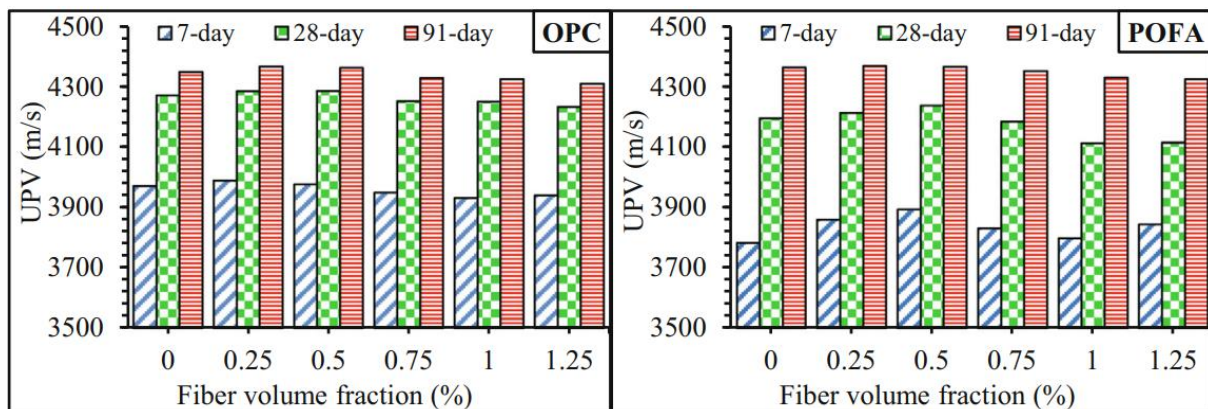 4500 7-day 28-day 91-day OPC
4300
4100
3900
3700
3500
UPV (m/s)
0 0.25 0.5 0.75 1 1.25
Fiber volume fraction (%)
4500 7-day 28-day 91-day POFA
4300
4100
3900
3700
3500
UPV (m/s)
0 0.25 0.5 0.75 1 1.25
Fiber volume fraction (%)